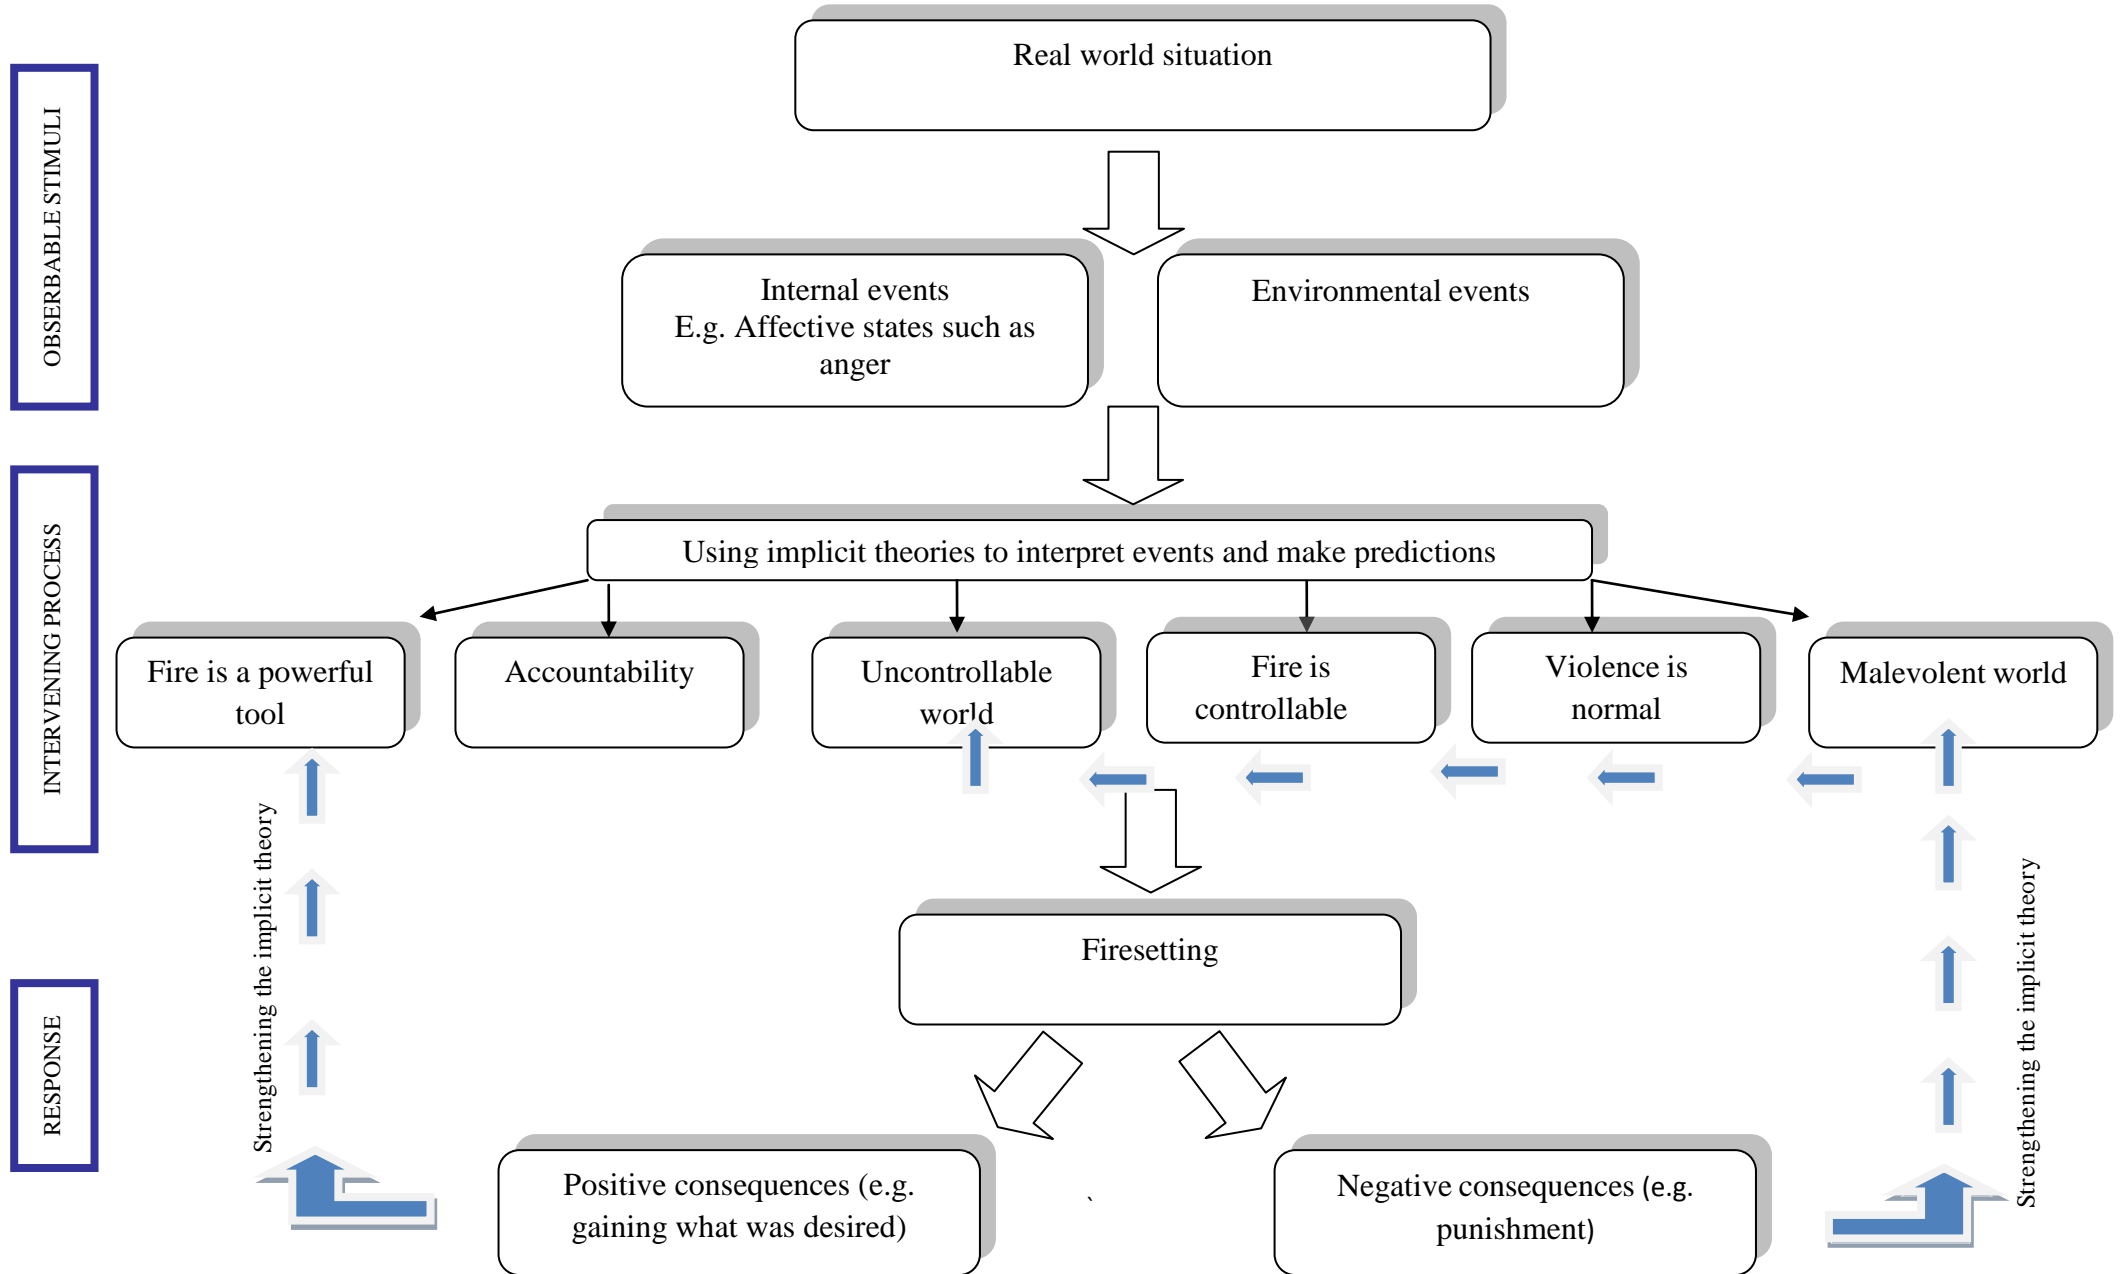 Real world situation
OBSERBABLE STIMULI
Internal events
E.g. Affective states such as
anger
Environmental events
INTERVENING PROCESS
Using implicit theories to interpret events and make predictions
Fire is a powerful
tool
Accountability
Uncontrollable
world
Fire is
controllable
Violence is
normal
Malevolent world
Strengthening the implicit theory
Strengthening the implicit theory
Firesetting
RESPONSE
Positive consequences (e.g.
gaining what was desired)
`
Negative consequences (e.g.
punishment)